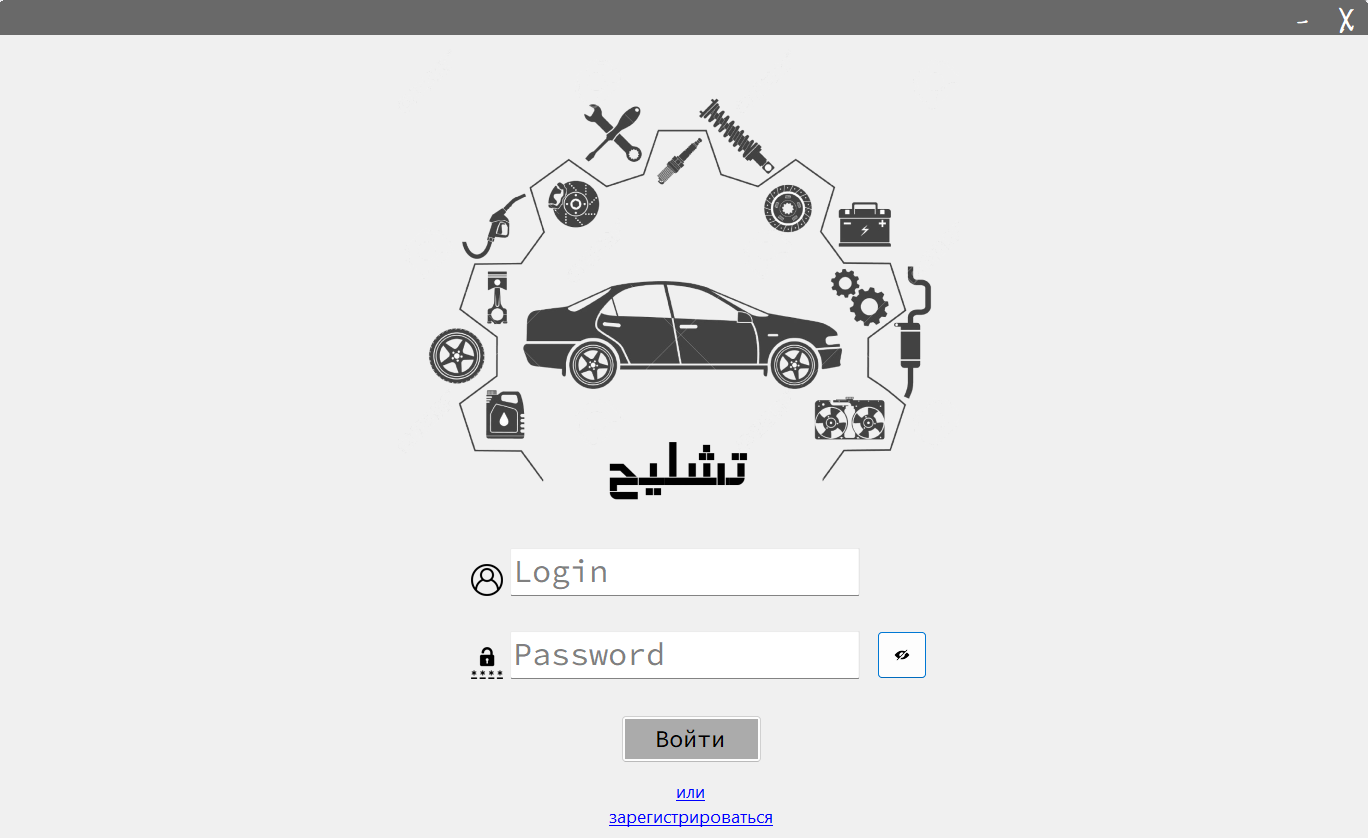 تشليح
Login
Password
Войти
или
зарегистрироваться